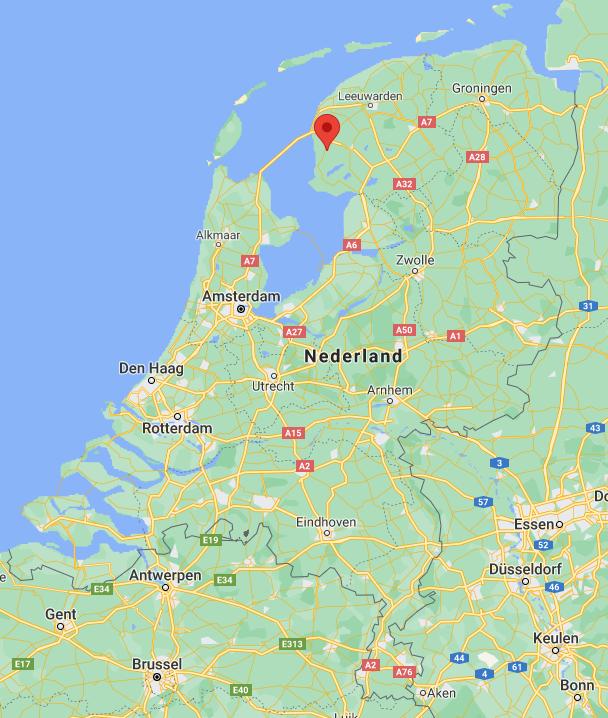 Groningen
Leeuwarden
A7
A28
A32
Alkmaar
A6
A7
Zwolle
Amsterdam
31
A27
A50
A1
Nederland
Den Haag
Utrecht
Arnhem
Rotterdam
43
A15
3
A2
57
Do
Eindhoven
Essen
E19
52
e
Düsseldorf
Antwerpen
E34
E34
46
Gent
Keulen
E313
44
Brussel
E17
A2
A76
4
61
Bonn
E40
Aken
Luik